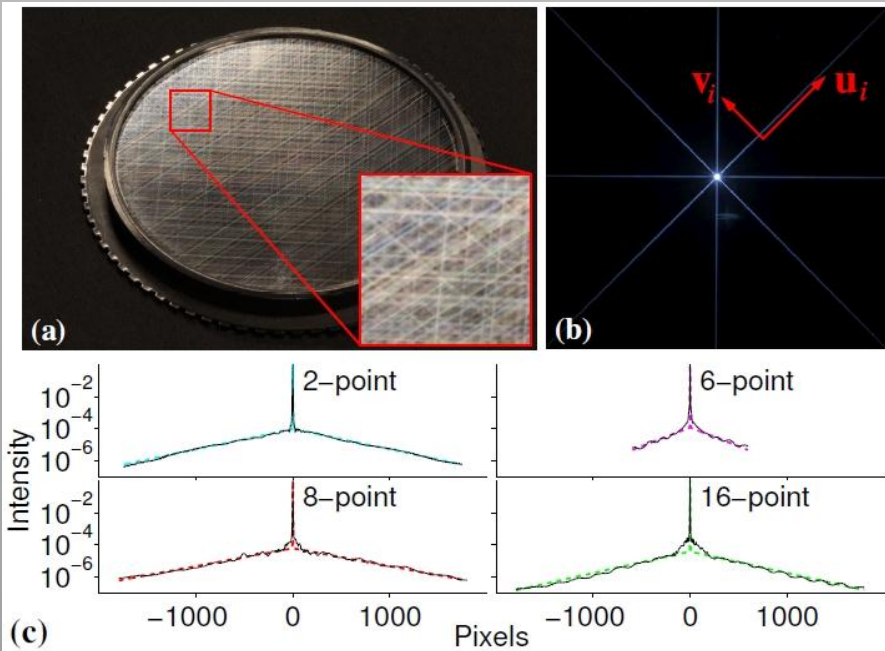 (a)
v_i
u_i
(b)
Intensity
10^-2
10^-4
10^-6
2-point
6-point
10^-2
10^-4
10^-6
8-point
16-point
-1000
0
1000
-1000
0
1000
(c)
Pixels